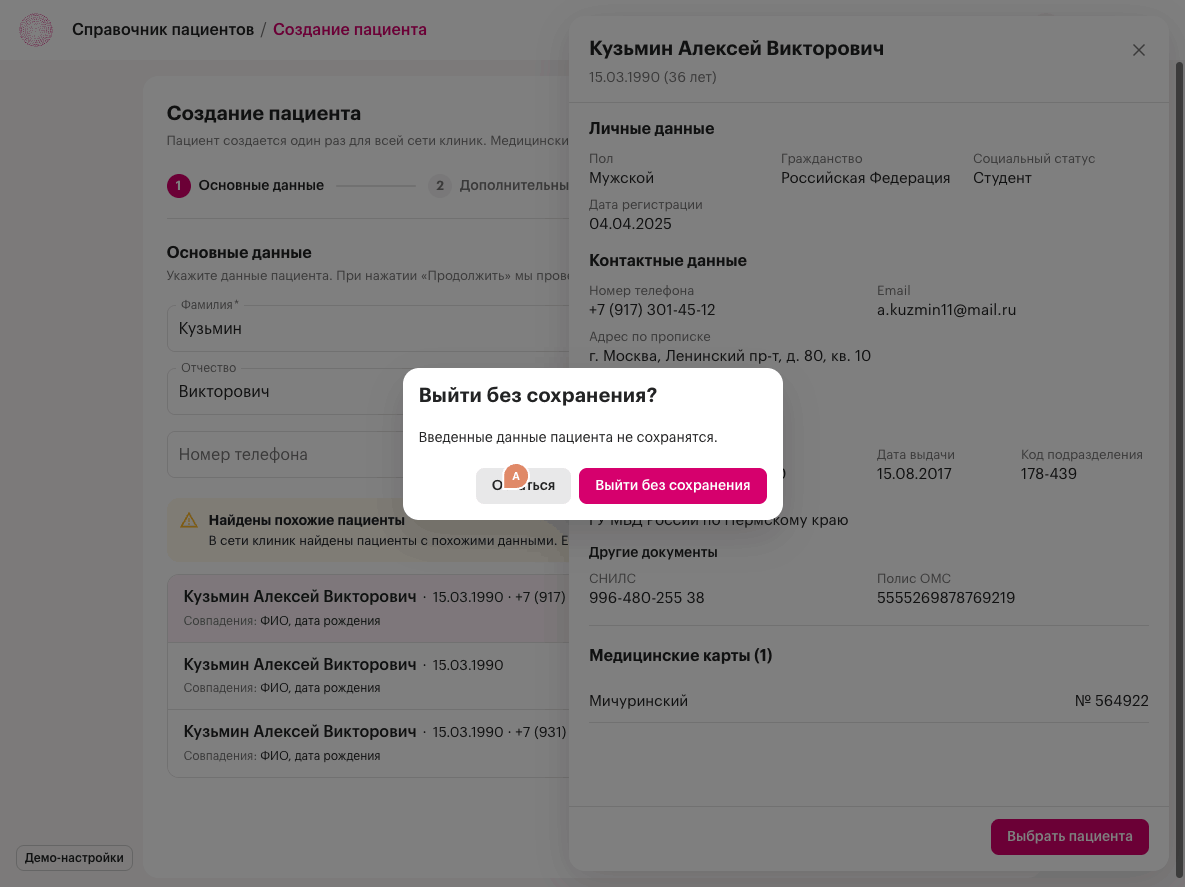 Справочник пациентов / Создание пациента
Создание пациента
Пациент создается один раз для всей сети клиник.
1 Основные данные
2
Основные данные
Укажите данные пациента. При нажатии «Продолжить» мы
Фамилия*
Кузьмин
Отчество
Викторович
Номер телефона
Найдены похожие пациенты
В сети клиник найдены пациенты с похожими данными.
Кузьмин Алексей Викторович · 15.03.1990 · +7 (917)
Совпадения: ФИО, дата рождения
Кузьмин Алексей Викторович · 15.03.1990
Совпадения: ФИО, дата рождения
Кузьмин Алексей Викторович · 15.03.1990 · +7 (931)
Совпадения: ФИО, дата рождения
Демо-настройки
Кузьмин Алексей Викторович
15.03.1990 (36 лет)
Личные данные
Пол
Мужской
Гражданство
Российская Федерация
Социальный статус
Студент
Дата регистрации
04.04.2025
Контактные данные
Номер телефона
+7 (917) 301-45-12
Email
a.kuzmin11@mail.ru
Адрес по прописке
г. Москва, Ленинский пр-т, д. 80, кв. 10
Дата выдачи
15.08.2017
Код подразделения
178-439
ГУ МВД России по Пермскому краю
Другие документы
СНИЛС
996-480-255 38
Полис ОМС
5555269878769219
Медицинские карты (1)
Мичуринский
№ 564922
Выбрать пациента
Выйти без сохранения?
Введенные данные пациента не сохранятся.
A
Выйти без сохранения